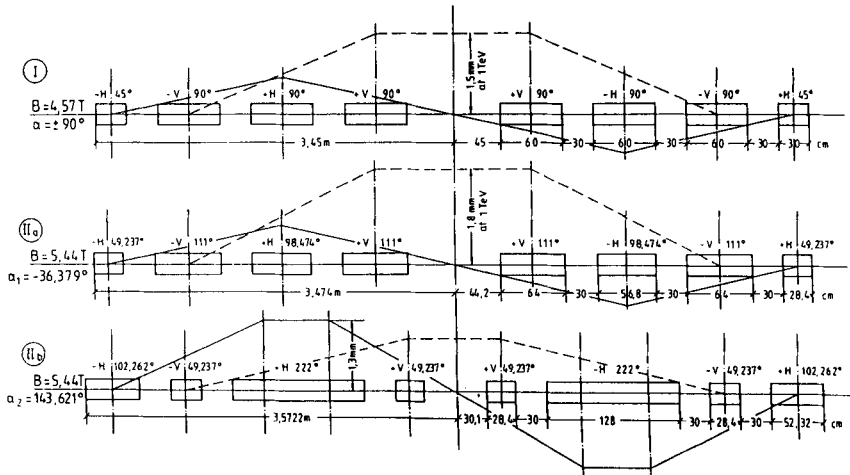 I
B=4,57 T
α=±90°
-H 45° -V 90° +H 90° +V 90° +V 90° -H 90° -V 90° +H 45°
1,5mm
at 1TeV
3,45m 45 60 30 60 30 60 30 30 cm
IIa
B=5,44T
α1=-36,379°
-H 49,237° -V 111° +H 98,474° +V 111° +V 111° -H 98,474° -V 111° +H 49,237°
1,8mm
at 1TeV
3,474m 44,2 64 30 56,8 30 64 30 28,4 cm
IIb
B=5,44T
α2=143,621°
-H 102,262° -V 49,237° +H 222° +V 49,237° +V 49,237° -H 222° -V 49,237° +H 102,262°
1,3mm
3,5722m 30,1 28,4 30 128 30 28,4 30 52,32 cm